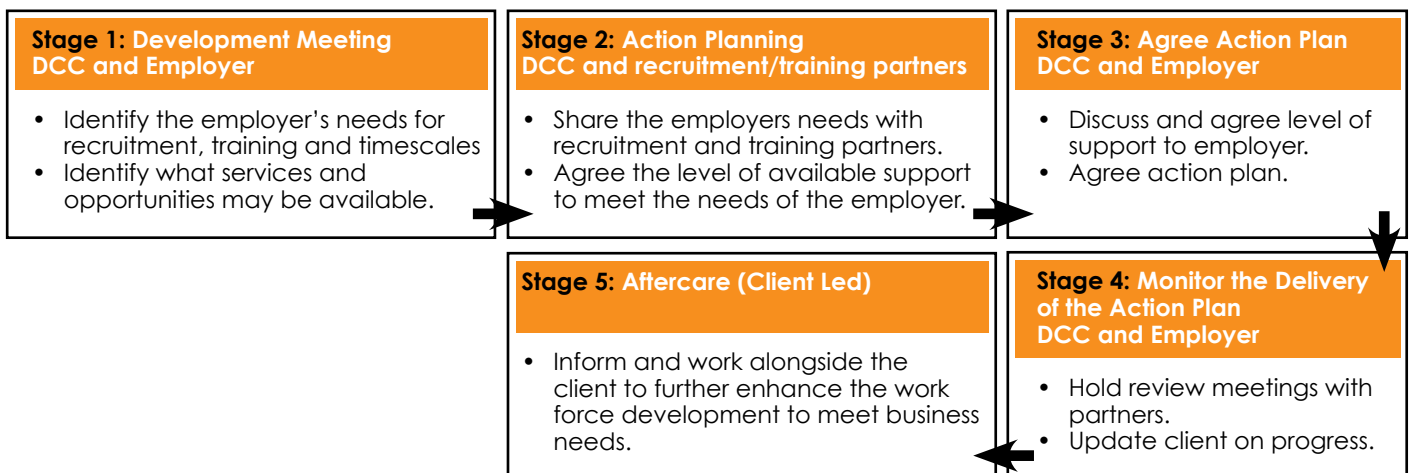 Stage 1: Development Meeting
DCC and Employer
• Identify the employer's needs for
recruitment, training and timescales
• Identify what services and
opportunities may be available.
Stage 2: Action Planning
DCC and recruitment/training partners
• Share the employers needs with
recruitment and training partners.
• Agree the level of available support
to meet the needs of the employer.
Stage 3: Agree Action Plan
DCC and Employer
• Discuss and agree level of
support to employer.
• Agree action plan.
Stage 4: Monitor the Delivery
of the Action Plan
DCC and Employer
• Hold review meetings with
partners.
• Update client on progress.
Stage 5: Aftercare (Client Led)
• Inform and work alongside the
client to further enhance the work
force development to meet business
needs.